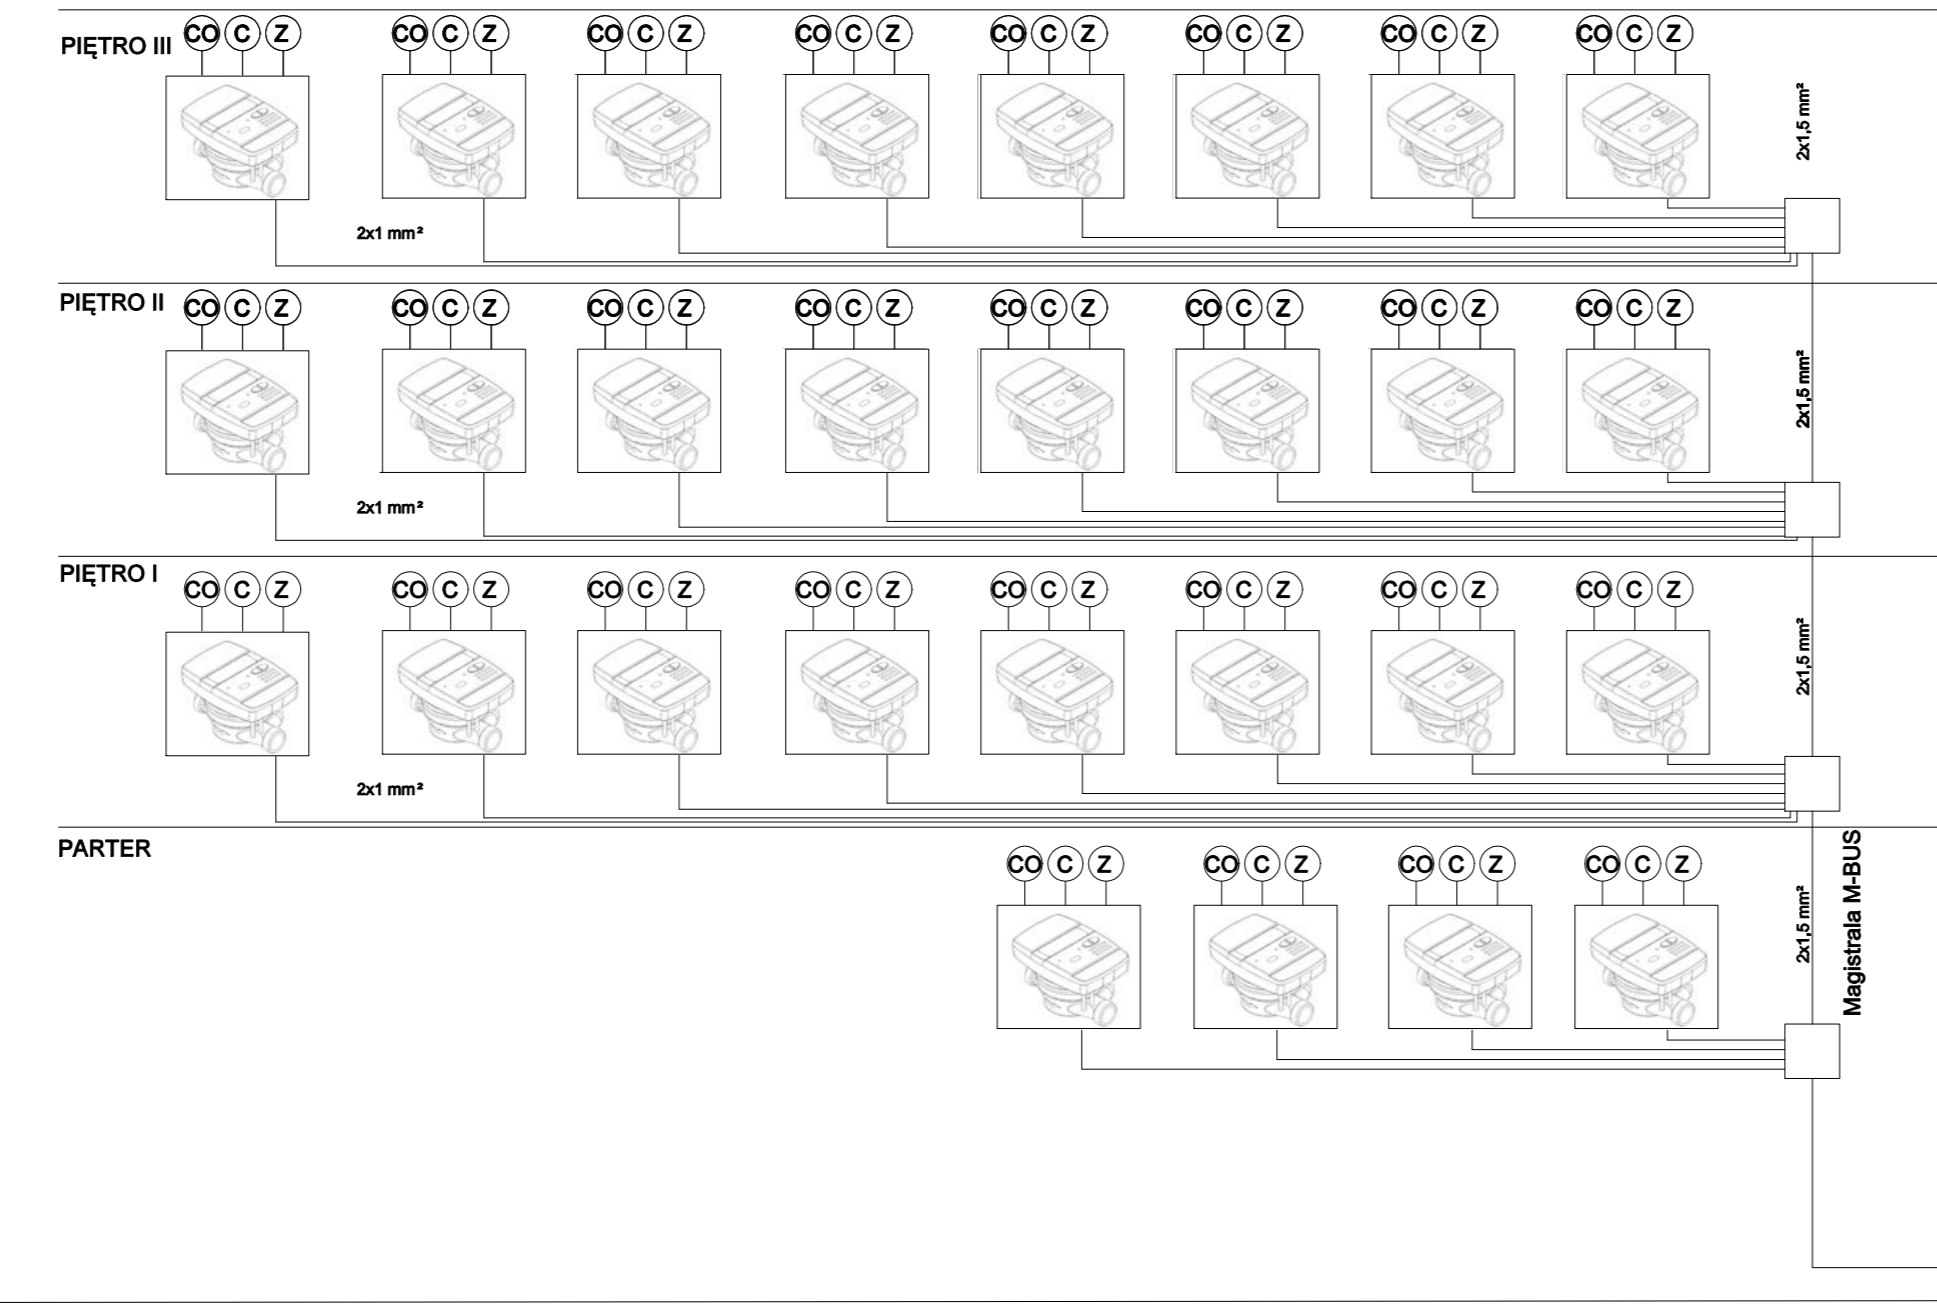 PIĘTRO III CO C Z CO C Z CO C Z CO C Z CO C Z CO C Z CO C Z CO C Z
2x1,5 mm²
2x1 mm²
PIĘTRO II CO C Z CO C Z CO C Z CO C Z CO C Z CO C Z CO C Z CO C Z
2x1,5 mm²
2x1 mm²
PIĘTRO I CO C Z CO C Z CO C Z CO C Z CO C Z CO C Z CO C Z CO C Z
2x1,5 mm²
2x1 mm²
PARTER CO C Z CO C Z CO C Z CO C Z
2x1,5 mm²
Magistrala M-BUS